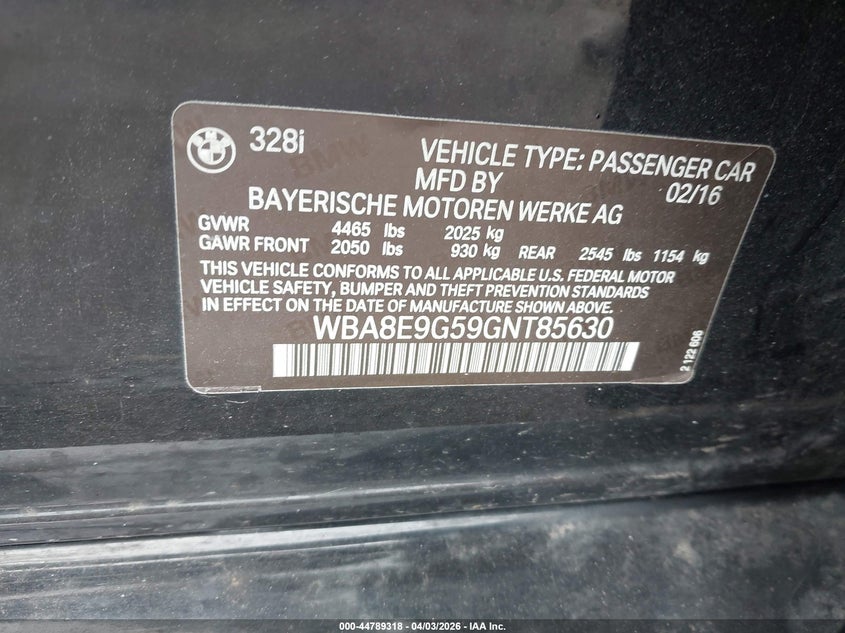 328i
VEHICLE TYPE: PASSENGER CAR
MFD BY 02/16
BAYERISCHE MOTOREN WERKE AG
GVWR 4465 lbs 2025 kg
GAWR FRONT 2050 lbs 930 kg REAR 2545 lbs 1154 kg
THIS VEHICLE CONFORMS TO ALL APPLICABLE U.S. FEDERAL MOTOR
VEHICLE SAFETY, BUMPER AND THEFT PREVENTION STANDARDS
IN EFFECT ON THE DATE OF MANUFACTURE SHOWN ABOVE.
WBA8E9G59GNT85630
2 122 606
000-44789318 - 04/03/2026 - IAA Inc.